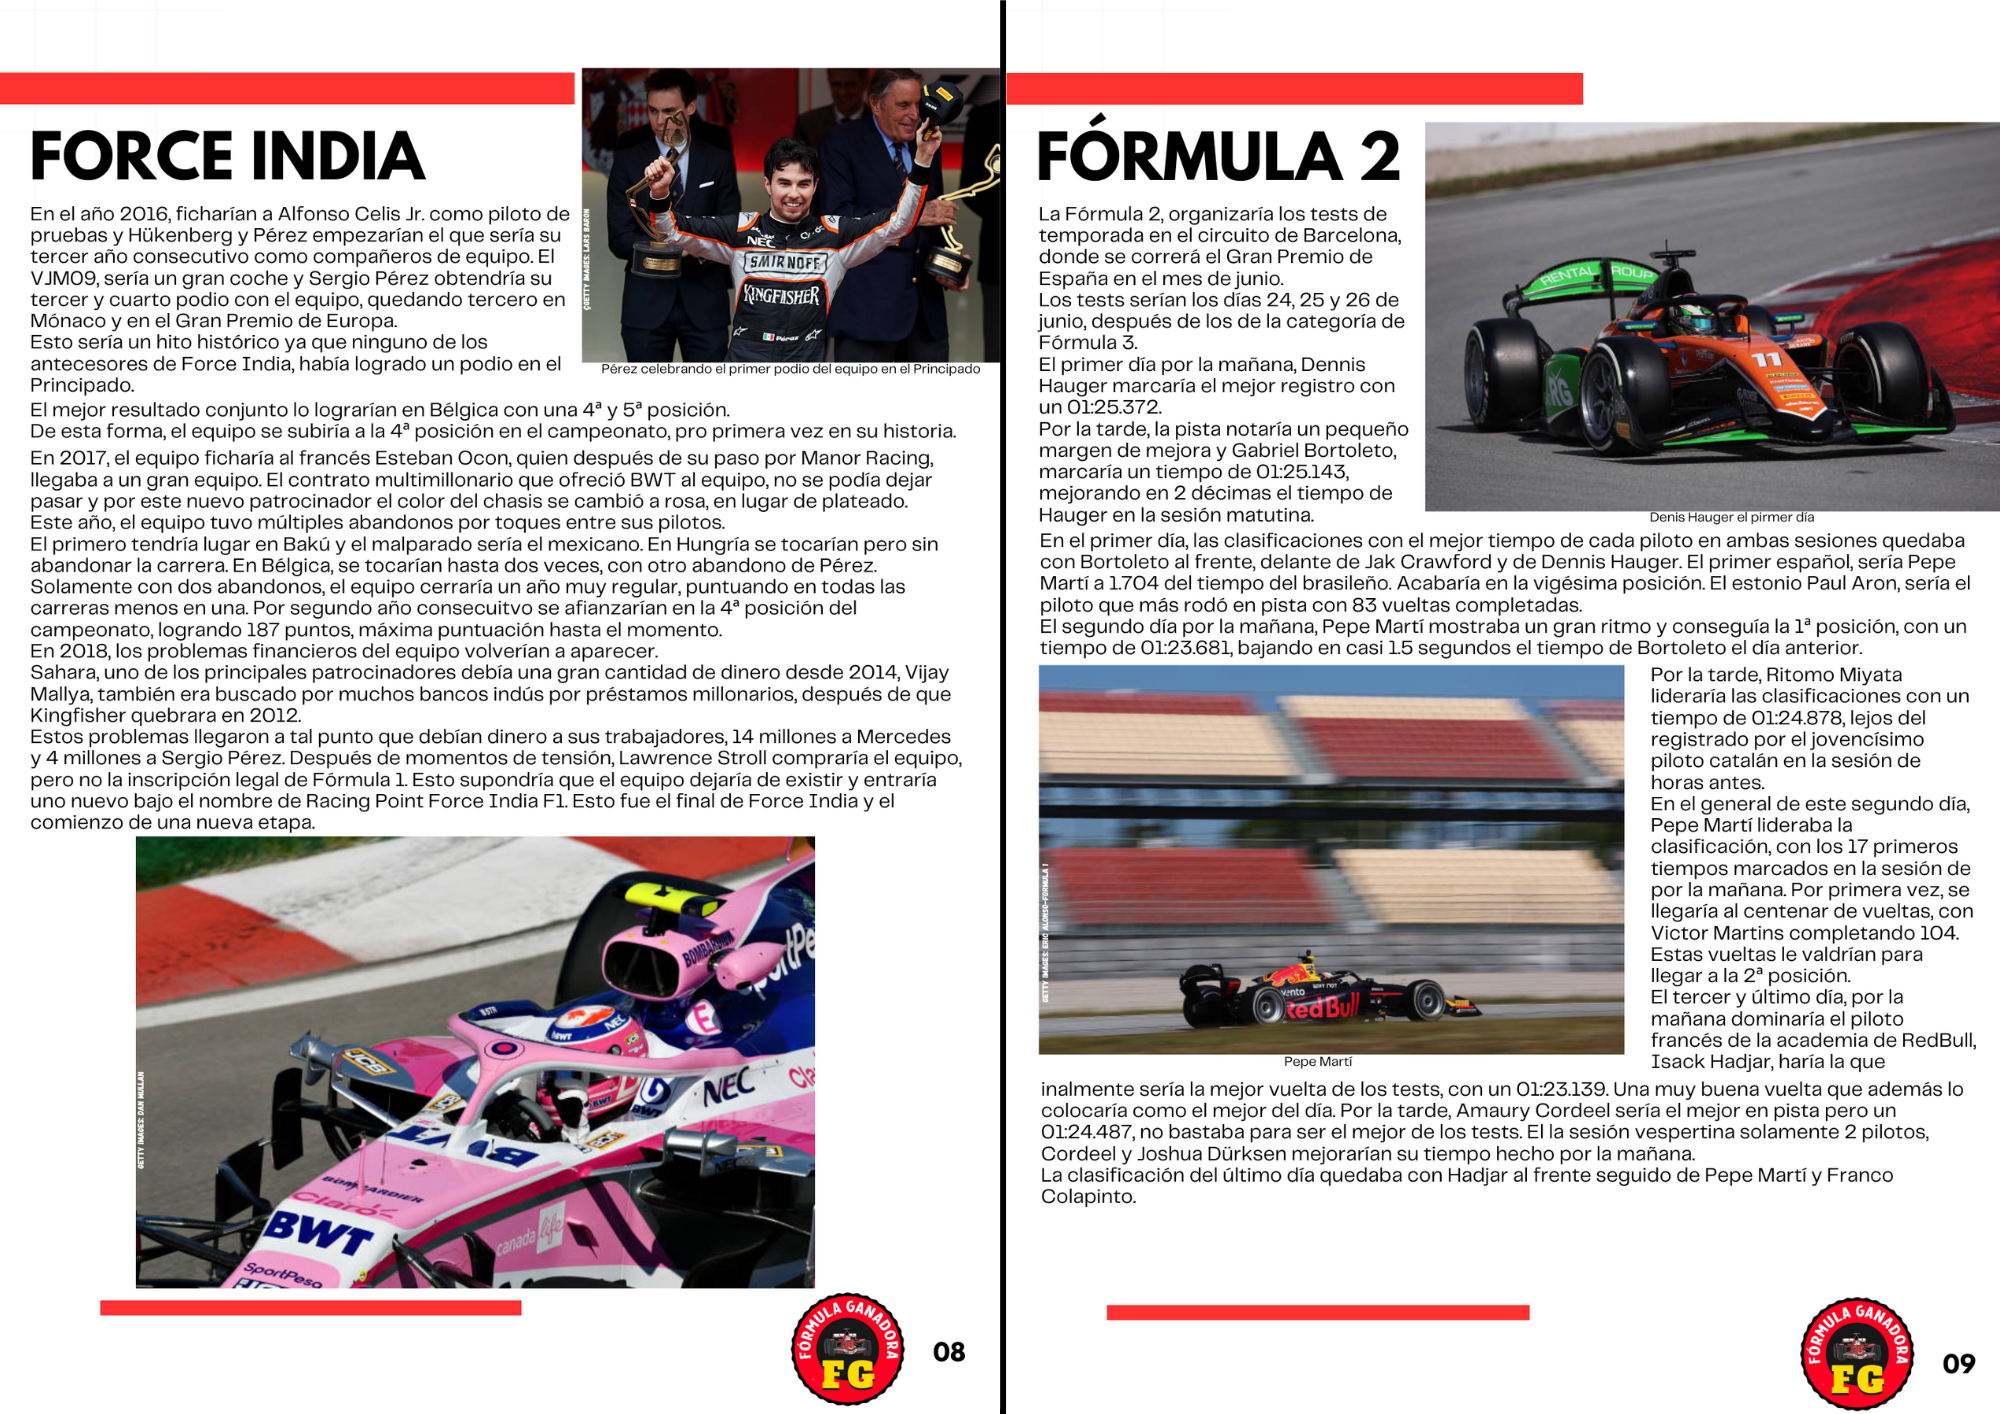 FORCE INDIA
En el año 2016, ficharían a Alfonso Celis Jr. como piloto de
pruebas y Hükenberg y Pérez empezarían el que sería su
tercer año consecutivo como compañeros de equipo. El
VJM09, sería un gran coche y Sergio Pérez obtendría su
tercer y cuarto podio con el equipo, quedando tercero en
Mónaco y en el Gran Premio de Europa.
Esto sería un hito histórico ya que ninguno de los
antecesores de Force India, había logrado un podio en el
Principado.
NEC
SMIRNOFF
KINGFISHER
Pérez
ÇGETTY IMAGES: LARS BARON
Pérez celebrando el primer podio del equipo en el Principado
El mejor resultado conjunto lo lograrían en Bélgica con una 4ª y 5ª posición.
De esta forma, el equipo se subiría a la 4ª posición en el campeonato, pro primera vez en su historia.
En 2017, el equipo ficharía al francés Esteban Ocon, quien después de su paso por Manor Racing,
llegaba a un gran equipo. El contrato multimillonario que ofreció BWT al equipo, no se podía dejar
pasar y por este nuevo patrocinador el color del chasis se cambió a rosa, en lugar de plateado.
Este año, el equipo tuvo múltiples abandonos por toques entre sus pilotos.
El primero tendría lugar en Bakú y el malparado sería el mexicano. En Hungría se tocarían pero sin
abandonar la carrera. En Bélgica, se tocarían hasta dos veces, con otro abandono de Pérez.
Solamente con dos abandonos, el equipo cerraría un año muy regular, puntuando en todas las
carreras menos en una. Por segundo año consecuitvo se afianzarían en la 4ª posición del
campeonato, logrando 187 puntos, máxima puntuación hasta el momento.
En 2018, los problemas financieros del equipo volverían a aparecer.
Sahara, uno de los principales patrocinadores debía una gran cantidad de dinero desde 2014, Vijay
Mallya, también era buscado por muchos bancos indús por préstamos millonarios, después de que
Kingfisher quebrara en 2012.
Estos problemas llegaron a tal punto que debían dinero a sus trabajadores, 14 millones a Mercedes
y 4 millones a Sergio Pérez. Después de momentos de tensión, Lawrence Stroll compraría el equipo,
pero no la inscripción legal de Fórmula 1. Esto supondría que el equipo dejaría de existir y entraría
uno nuevo bajo el nombre de Racing Point Force India F1. Esto fue el final de Force India y el
comienzo de una nueva etapa.
BOMBARDIER
NEC
BWT
JCB
NEC
BWT
BWT
NEC
BOMBARDIER
Claro
BWT
canada life
SportPesa
GETTY IMAGES: DAN MULLAN
FÓRMULA GANADORA
FG
08
FÓRMULA 2
La Fórmula 2, organizaría los tests de
temporada en el circuito de Barcelona,
donde se correrá el Gran Premio de
España en el mes de junio.
Los tests serían los días 24, 25 y 26 de
junio, después de los de la categoría de
Fórmula 3.
El primer día por la mañana, Dennis
Hauger marcaría el mejor registro con
un 01:25.372.
Por la tarde, la pista notaría un pequeño
margen de mejora y Gabriel Bortoleto,
marcaría un tiempo de 01:25.143,
mejorando en 2 décimas el tiempo de
Hauger en la sesión matutina.
RENTAL GROUP
11
Denis Hauger el pirmer día
En el primer día, las clasificaciones con el mejor tiempo de cada piloto en ambas sesiones quedaba
con Bortoleto al frente, delante de Jak Crawford y de Dennis Hauger. El primer español, sería Pepe
Martí a 1.704 del tiempo del brasileño. Acabaría en la vigésima posición. El estonio Paul Aron, sería el
piloto que más rodó en pista con 83 vueltas completadas.
El segundo día por la mañana, Pepe Martí mostraba un gran ritmo y conseguía la 1ª posición, con un
tiempo de 01:23.681, bajando en casi 1.5 segundos el tiempo de Bortoleto el día anterior.
GETTY IMAGES: ERIC ALONSO-FORMULA 1
Red Bull
Pepe Martí
Por la tarde, Ritomo Miyata
lideraría las clasificaciones con un
tiempo de 01:24.878, lejos del
registrado por el jovencísimo
piloto catalán en la sesión de
horas antes.
En el general de este segundo día,
Pepe Martí lideraba la
clasificación, con los 17 primeros
tiempos marcados en la sesión de
por la mañana. Por primera vez, se
llegaría al centenar de vueltas, con
Victor Martins completando 104.
Estas vueltas le valdrían para
llegar a la 2ª posición.
El tercer y último día, por la
mañana dominaría el piloto
francés de la academia de RedBull,
Isack Hadjar, haría la que
inalmente sería la mejor vuelta de los tests, con un 01:23.139. Una muy buena vuelta que además lo
colocaría como el mejor del día. Por la tarde, Amaury Cordeel sería el mejor en pista pero un
01:24.487, no bastaba para ser el mejor de los tests. El la sesión vespertina solamente 2 pilotos,
Cordeel y Joshua Dürksen mejorarían su tiempo hecho por la mañana.
La clasificación del último día quedaba con Hadjar al frente seguido de Pepe Martí y Franco
Colapinto.
FÓRMULA GANADORA
FG
09